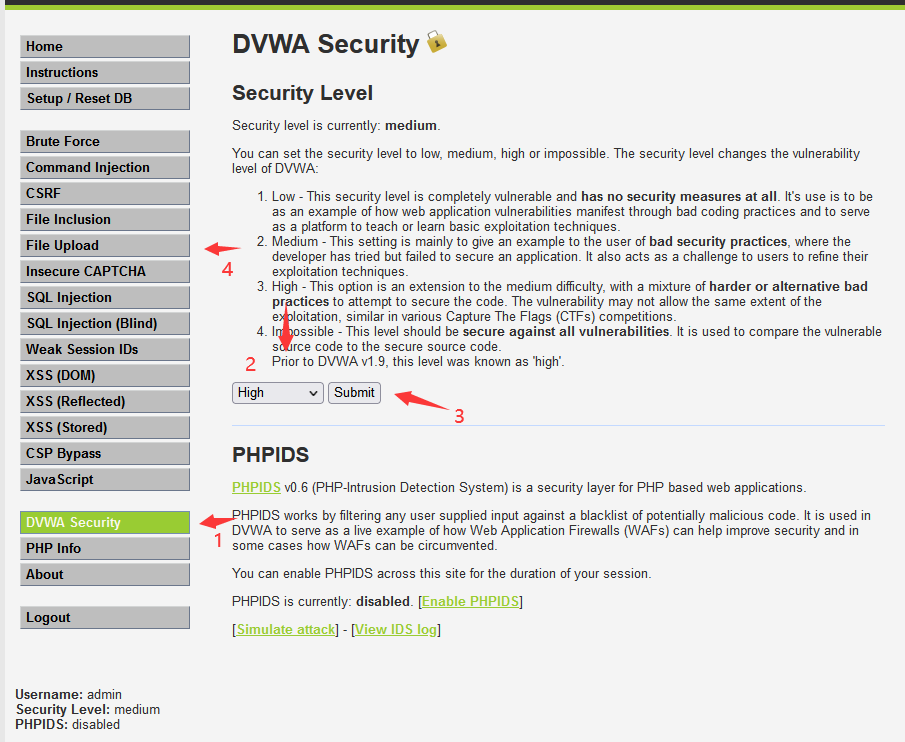 DVWA Security
Security Level
Security level is currently: medium.
You can set the security level to low, medium, high or impossible. The security level changes the vulnerability
level of DVWA:
1. Low - This security level is completely vulnerable and has no security measures at all. It's use is to be
as an example of how web application vulnerabilities manifest through bad coding practices and to serve
as a platform to teach or learn basic exploitation techniques.
2. Medium - This setting is mainly to give an example to the user of bad security practices, where the
developer has tried but failed to secure an application. It also acts as a challenge to users to refine their
exploitation techniques.
3. High - This option is an extension to the medium difficulty, with a mixture of harder or alternative bad
practices to attempt to secure the code. The vulnerability may not allow the same extent of the
exploitation, similar in various Capture The Flags (CTFs) competitions.
4. Impossible - This level should be secure against all vulnerabilities. It is used to compare the vulnerable
source code to the secure source code.
Prior to DVWA v1.9, this level was known as 'high'.
2
High Submit
3
PHPIDS
PHPIDS v0.6 (PHP-Intrusion Detection System) is a security layer for PHP based web applications.
PHPIDS works by filtering any user supplied input against a blacklist of potentially malicious code. It is used in
DVWA to serve as a live example of how Web Application Firewalls (WAFs) can help improve security and in
some cases how WAFs can be circumvented.
You can enable PHPIDS across this site for the duration of your session.
PHPIDS is currently: disabled. [Enable PHPIDS]
[Simulate attack] - [View IDS log]
Home
Instructions
Setup / Reset DB
Brute Force
Command Injection
CSRF
File Inclusion
File Upload
4
Insecure CAPTCHA
SQL Injection
SQL Injection (Blind)
Weak Session IDs
XSS (DOM)
XSS (Reflected)
XSS (Stored)
CSP Bypass
JavaScript
DVWA Security
1
PHP Info
About
Logout
Username: admin
Security Level: medium
PHPIDS: disabled